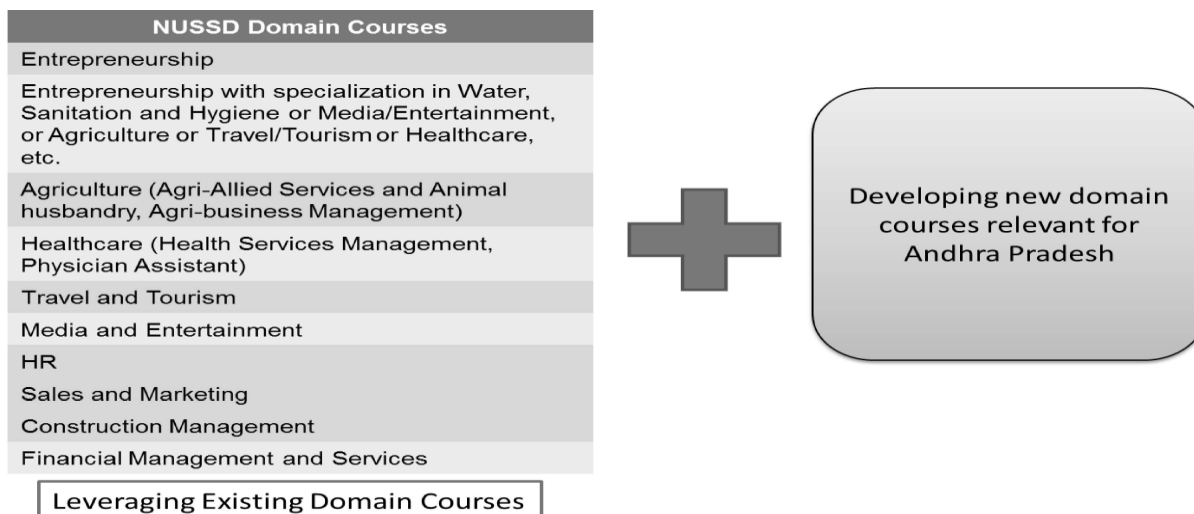 NUSSD Domain Courses
Entrepreneurship
Entrepreneurship with specialization in Water,
Sanitation and Hygiene or Media/Entertainment,
or Agriculture or Travel/Tourism or Healthcare,
etc.
Agriculture (Agri-Allied Services and Animal
husbandry, Agri-business Management)
Healthcare (Health Services Management,
Physician Assistant)
Travel and Tourism
Media and Entertainment
HR
Sales and Marketing
Construction Management
Financial Management and Services
Leveraging Existing Domain Courses
Developing new domain
courses relevant for
Andhra Pradesh